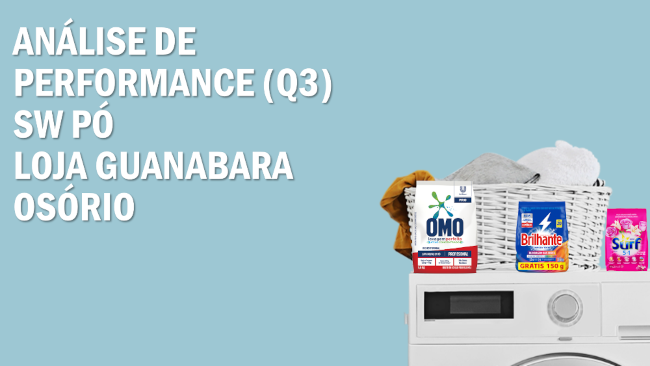 ANÁLISE DE
PERFORMANCE (Q3)
SW PÓ
LOJA GUANABARA
OSÓRIO
OMO
PROFISSIONAL
Brilhante
GRÁTIS 150 g
Surf